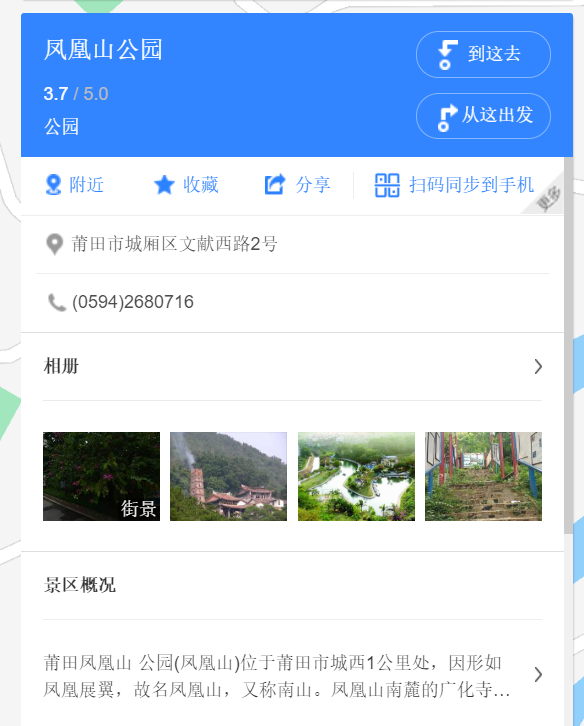 凤凰山公园
到这去
3.7 / 5.0
公园
从这出发
附近
收藏
分享
扫码同步到手机
更多
莆田市城厢区文献西路2号
(0594)2680716
相册
街景
景区概况
莆田凤凰山 公园(凤凰山)位于莆田市城西1公里处，因形如
凤凰展翼，故名凤凰山，又称南山。凤凰山南麓的广化寺...